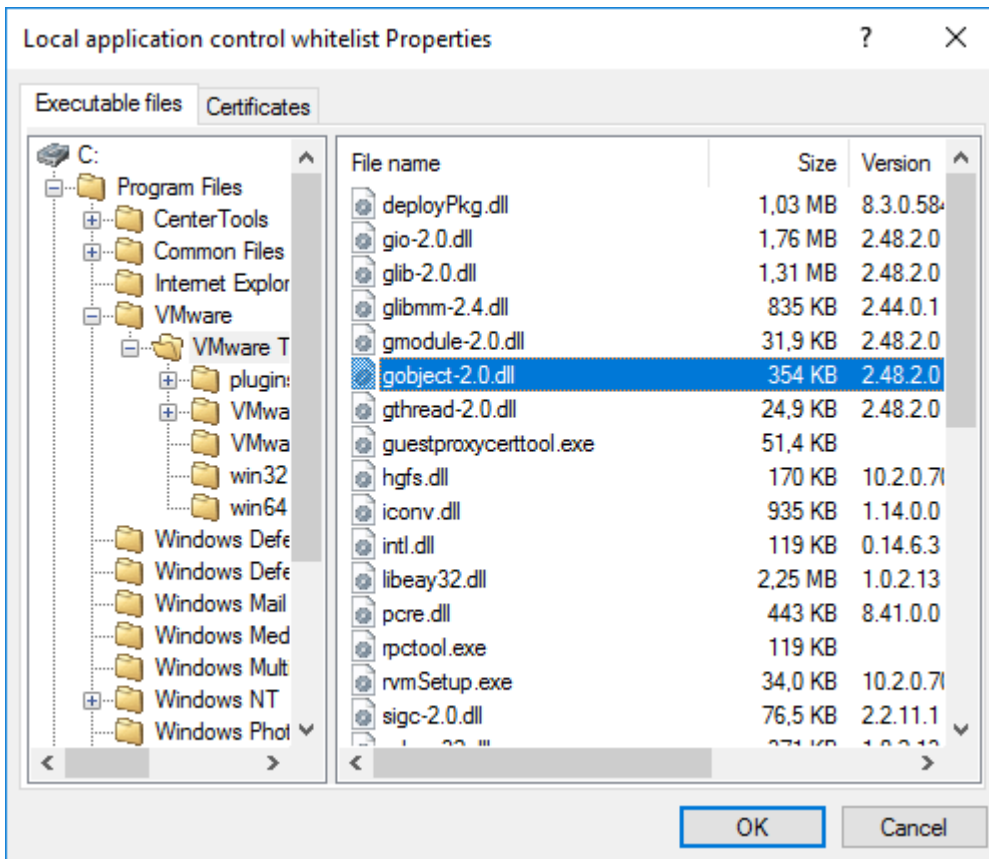 Local application control whitelist Properties ?
Executable files Certificates
C:
Program Files
CenterTools
Common Files
Internet Explor
VMware
VMware T
plugin
VMwa
VMwa
win32
win64
Windows Defe
Windows Defe
Windows Mail
Windows Med
Windows Multi
Windows NT
Windows Phot
File name Size Version
deployPkg.dll 1,03 MB 8.3.0.584
gio-2.0.dll 1,76 MB 2.48.2.0
glib-2.0.dll 1,31 MB 2.48.2.0
glibmm-2.4.dll 835 KB 2.44.0.1
gmodule-2.0.dll 31,9 KB 2.48.2.0
gobject-2.0.dll 354 KB 2.48.2.0
gthread-2.0.dll 24,9 KB 2.48.2.0
guestproxycerttool.exe 51,4 KB
hgfs.dll 170 KB 10.2.0.70
iconv.dll 935 KB 1.14.0.0
intl.dll 119 KB 0.14.6.3
libeay32.dll 2,25 MB 1.0.2.13
pcre.dll 443 KB 8.41.0.0
rpctool.exe 119 KB
rvmSetup.exe 34,0 KB 10.2.0.70
sigc-2.0.dll 76,5 KB 2.2.11.1
OK Cancel